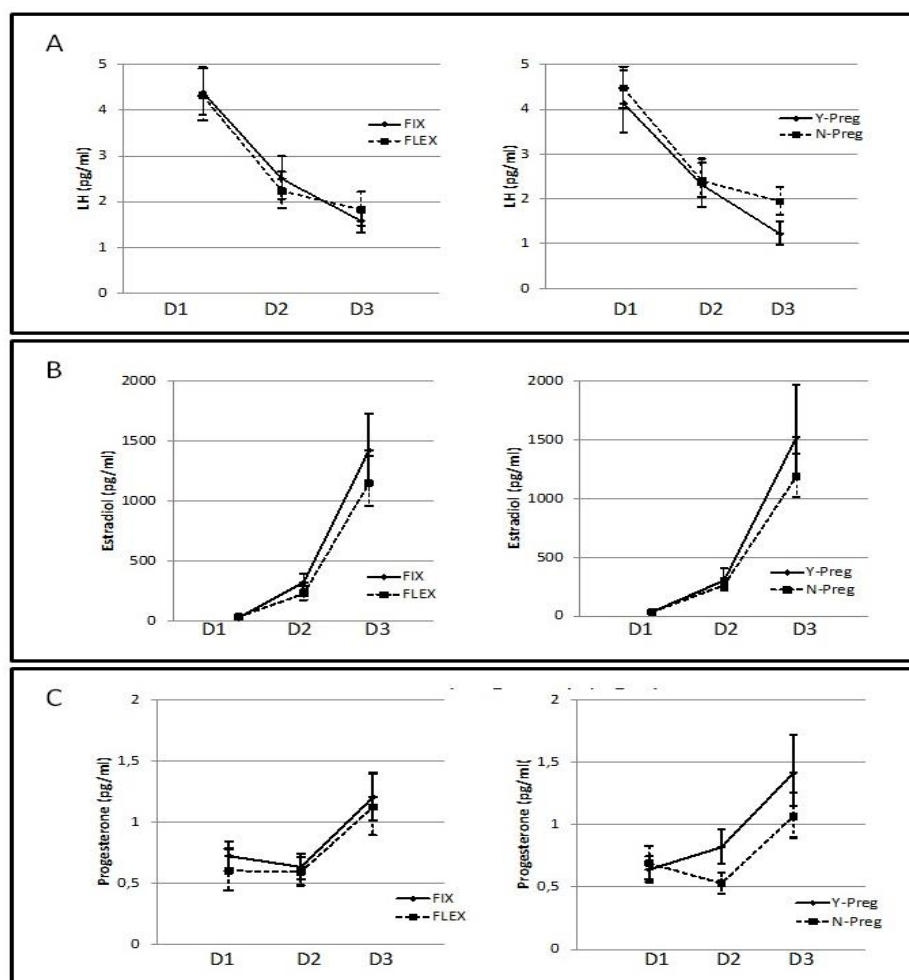 A
LH (pg/ml)
5
4
3
2
1
0
D1 D2 D3
FIX
FLEX
LH (pg/ml)
5
4
3
2
1
0
D1 D2 D3
Y-Preg
N-Preg
B
Estradiol (pg/ml)
2000
1500
1000
500
0
D1 D2 D3
FIX
FLEX
Estradiol (pg/ml)
2000
1500
1000
500
0
D1 D2 D3
Y-Preg
N-Preg
C
Progesterone (pg/ml)
2
1,5
1
0,5
0
D1 D2 D3
FIX
FLEX
Progesterone (pg/ml(
2
1,5
1
0,5
0
D1 D2 D3
Y-Preg
N-Preg